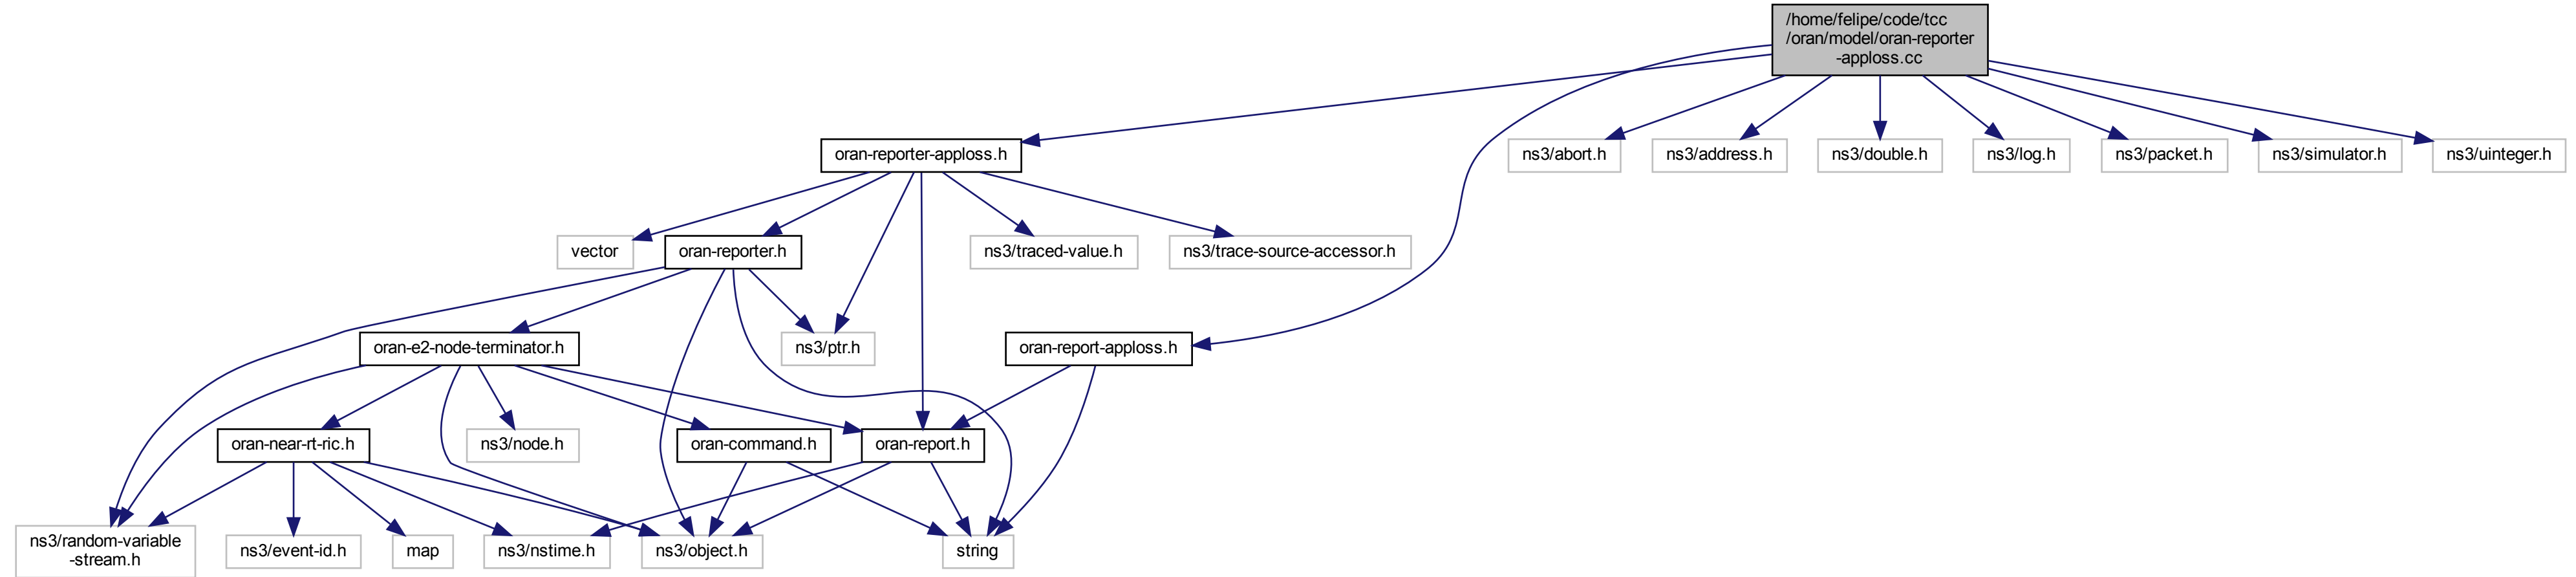 /home/felipe/code/tcc
/oran/model/oran-reporter
-apploss.cc
oran-reporter-apploss.h
ns3/abort.h
ns3/address.h
ns3/double.h
ns3/log.h
ns3/packet.h
ns3/simulator.h
ns3/uinteger.h
vector
oran-reporter.h
ns3/traced-value.h
ns3/trace-source-accessor.h
oran-e2-node-terminator.h
ns3/ptr.h
oran-report-apploss.h
oran-near-rt-ric.h
ns3/node.h
oran-command.h
oran-report.h
ns3/random-variable
-stream.h
ns3/event-id.h
map
ns3/nstime.h
ns3/object.h
string